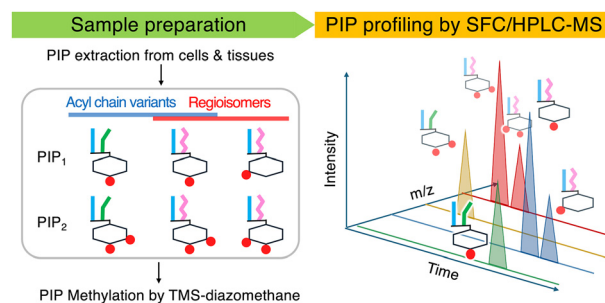 Sample preparation
PIP profiling by SFC/HPLC-MS
PIP extraction from cells & tissues
Acyl chain variants
Regioisomers
PIP1
PIP2
PIP Methylation by TMS-diazomethane
Intensity
m/z
Time